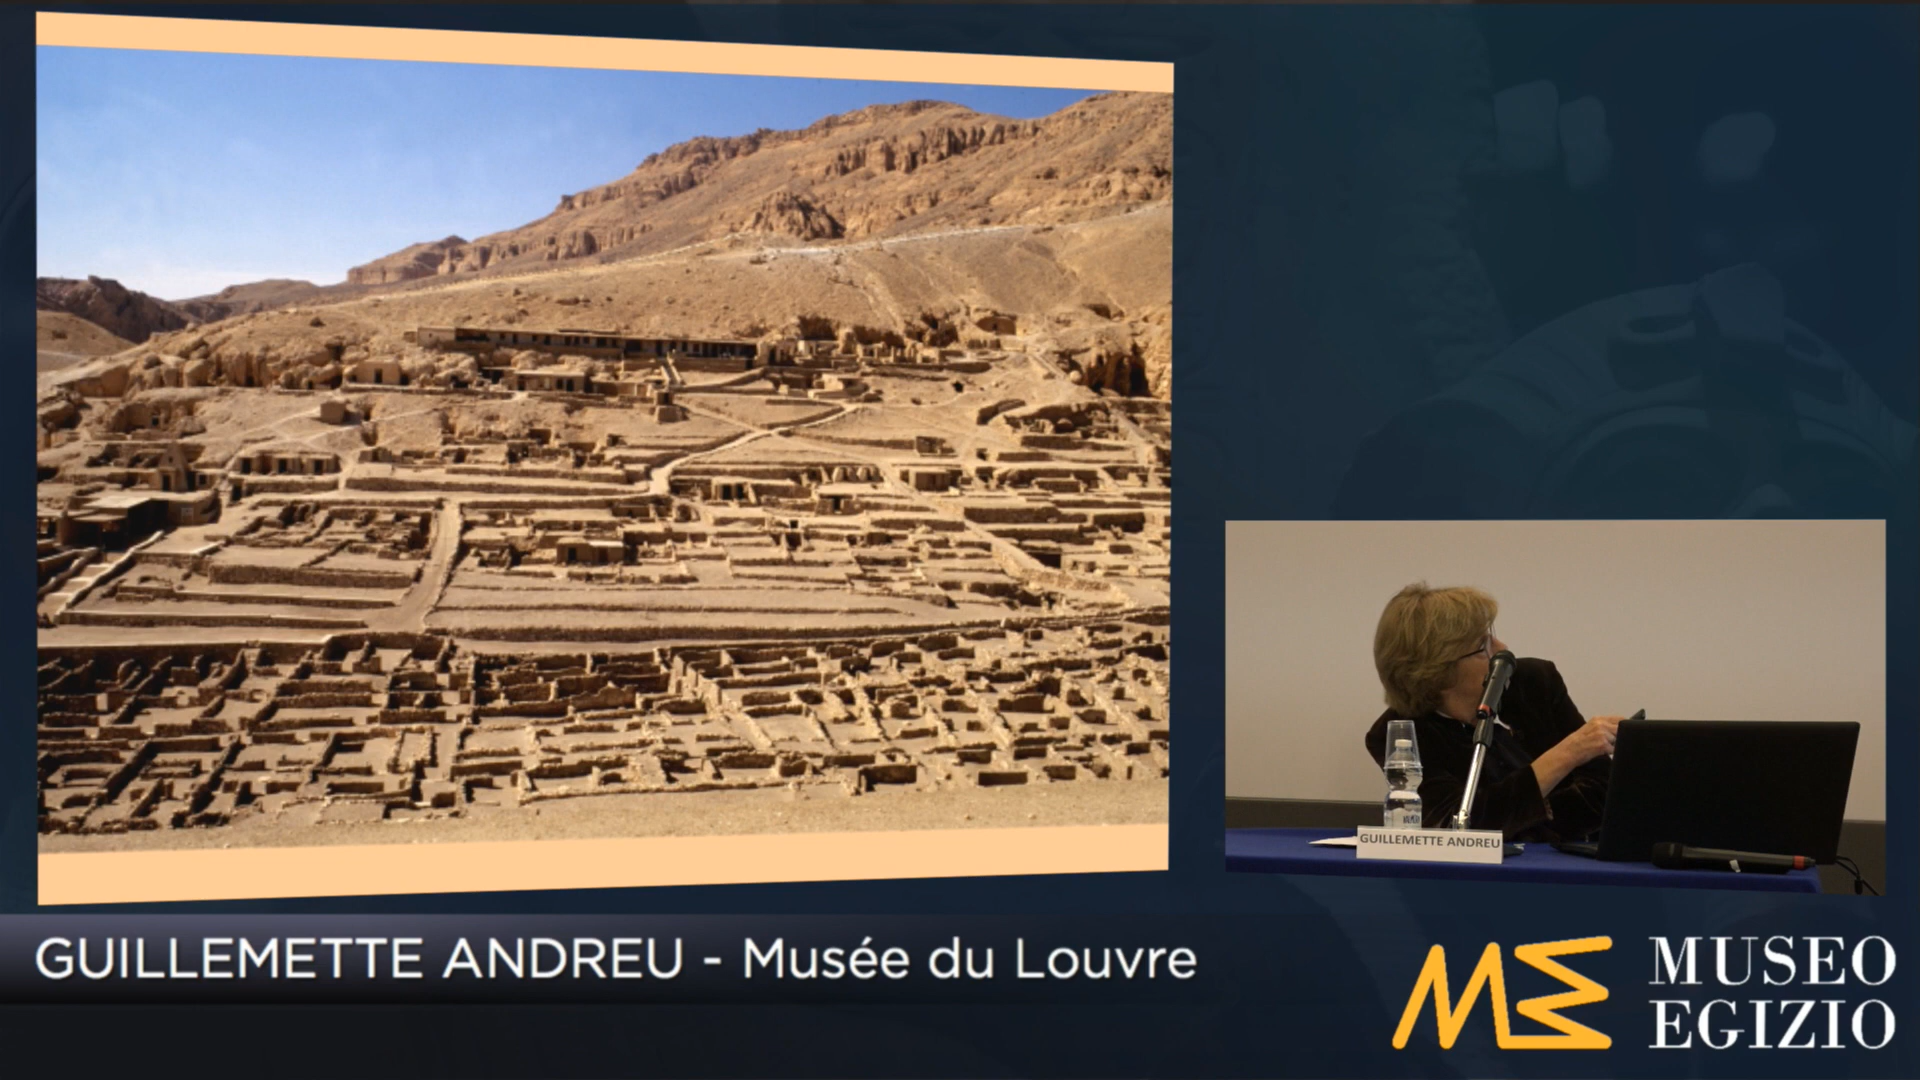 GUILLEMETTE ANDREU
GUILLEMETTE ANDREU - Musée du Louvre
MUSEO
EGIZIO